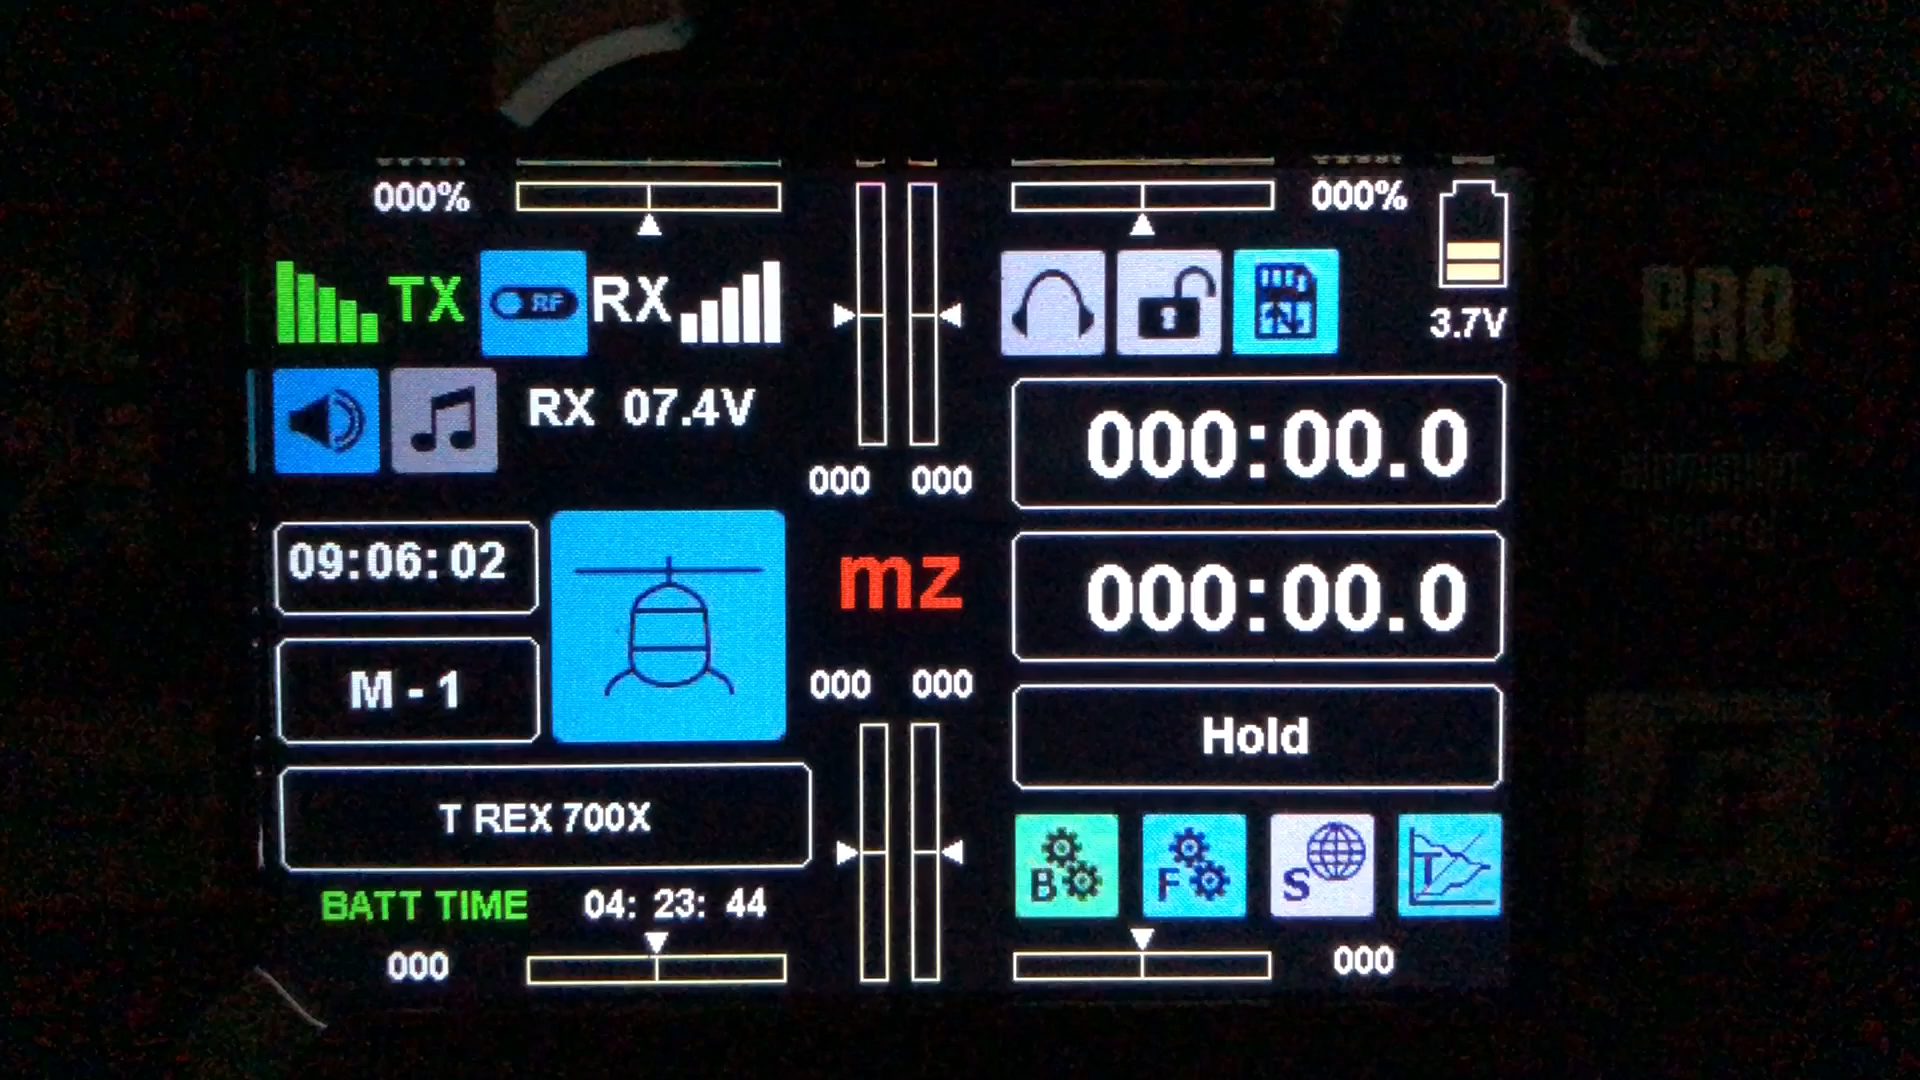 000%
000%
TX RF RX
3.7V
RX 07.4V
000:00.0
000 000
09:06:02
mz
000:00.0
M - 1
000 000
Hold
T REX 700X
B F S T
BATT TIME 04: 23: 44
000
000
PRO